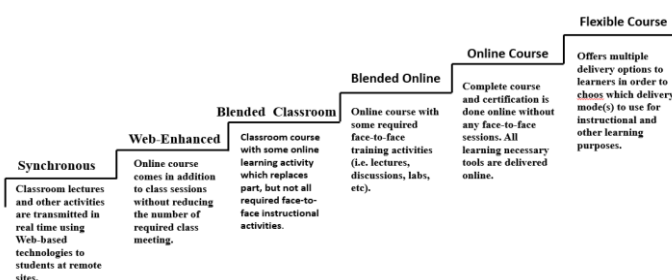 Flexible Course
Offers multiple
delivery options to
learners in order to
choos which delivery
mode(s) to use for
instructional and
other learning
purposes.
Online Course
Complete course
and certification is
done online without
any face-to-face
sessions. All
learning necessary
tools are delivered
online.
Blended Online
Online course with
some required
face-to-face
training activities
(i.e. lectures,
discussions, labs,
etc).
Blended Classroom
Classroom course
with some online
learning activity
which replaces
part, but not all
required face-to-
face instructional
activities.
Web-Enhanced
Online course
comes in addition
to class sessions
without reducing
the number of
required class
meeting.
Synchronous
Classroom lectures
and other activities
are transmitted in
real time using
Web-based
technologies to
students at remote
sites.